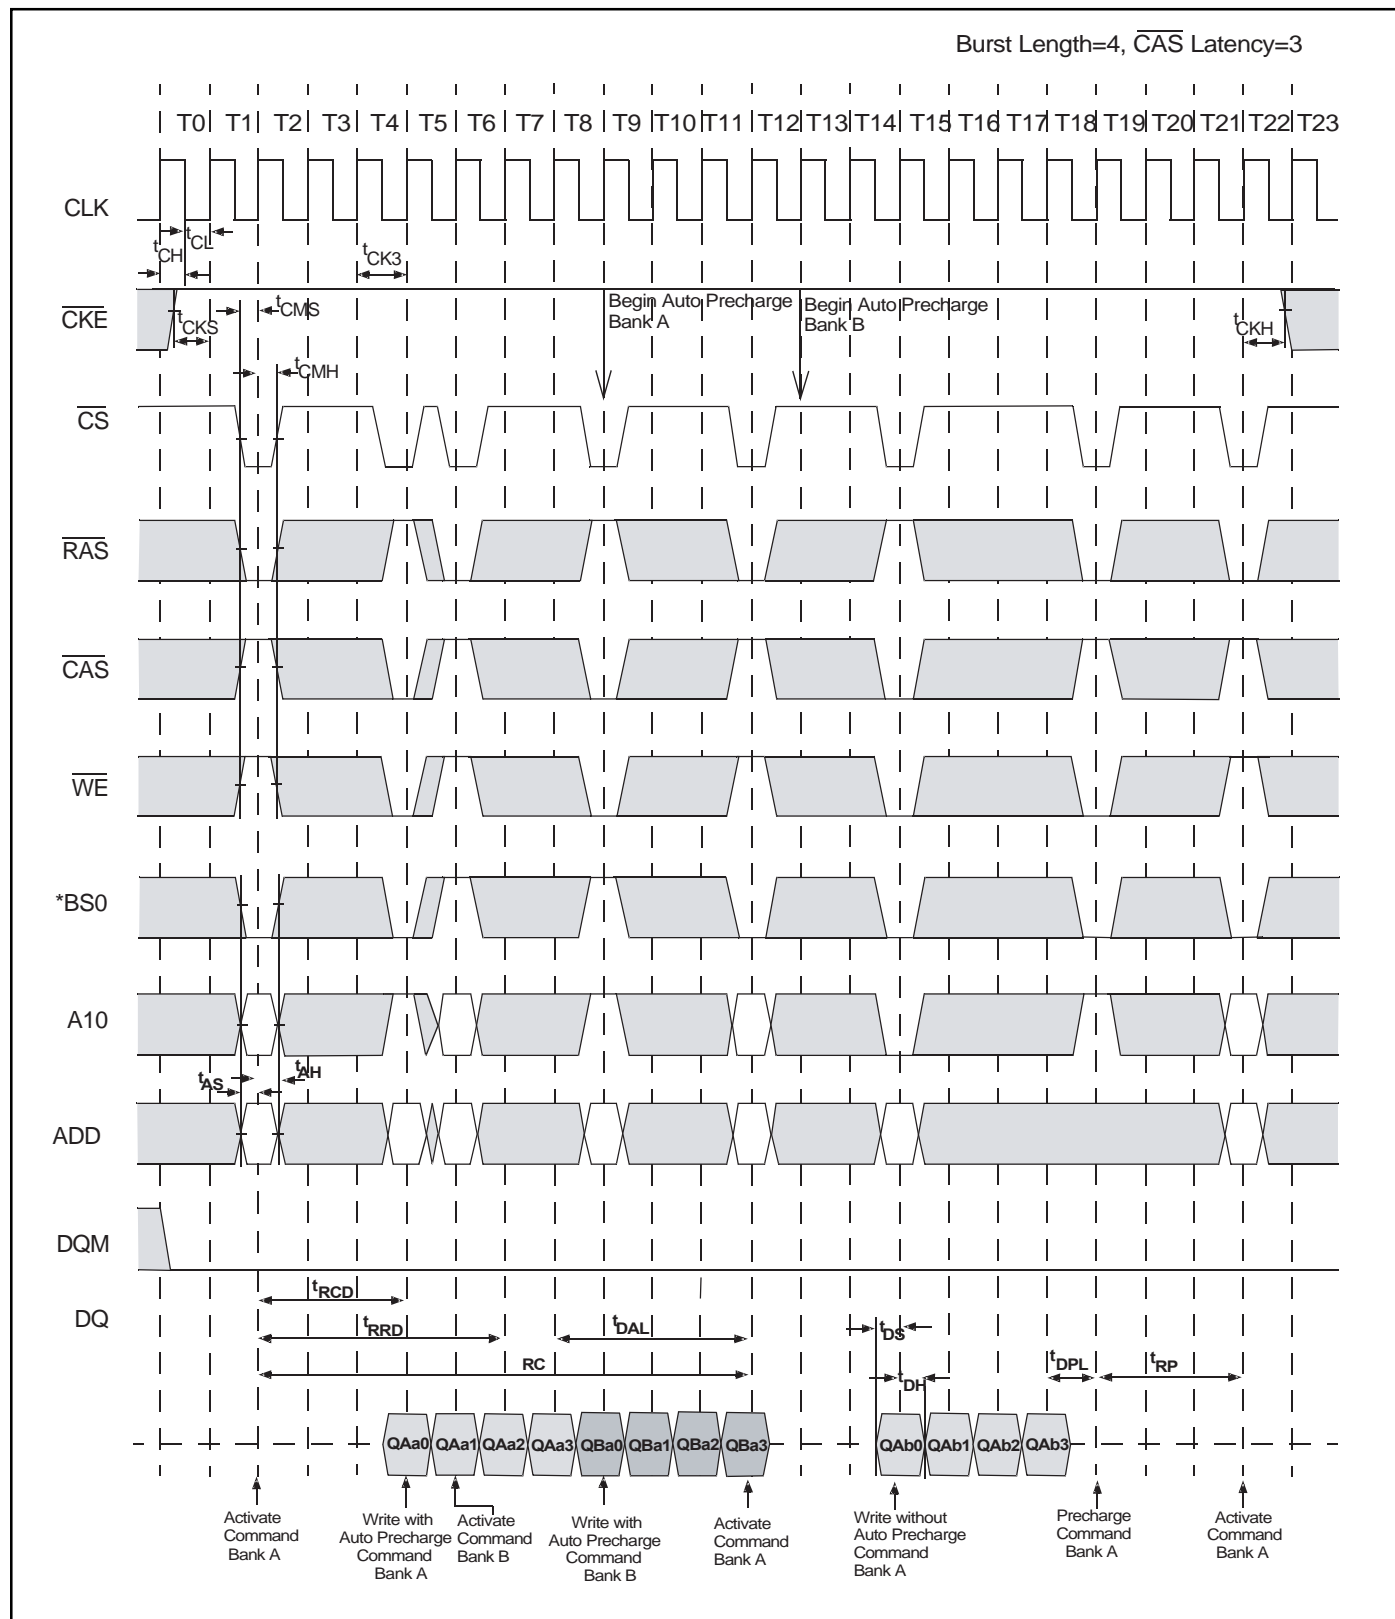 Burst Length=4, CAS Latency=3
T0 T1 T2 T3 T4 T5 T6 T7 T8 T9 T10 T11 T12 T13 T14 T15 T16 T17 T18 T19 T20 T21 T22 T23
CLK
tCH
tCL
tCK3
CKE
tCKS
tCMS
tCMH
Begin Auto Precharge
Bank A
Begin Auto Precharge
Bank B
tCKH
CS
RAS
CAS
WE
*BS0
A10
tAS
tAH
ADD
DQM
DQ
tRCD
tRRD
tDAL
RC
tDS
tDH
tDPL
tRP
QAa0 QAa1 QAa2 QAa3 QBa0 QBa1 QBa2 QBa3 QAb0 QAb1 QAb2 QAb3
Activate
Command
Bank A
Write with
Auto Precharge
Command
Bank A
Activate
Command
Bank B
Write with
Auto Precharge
Command
Bank B
Activate
Command
Bank A
Write without
Auto Precharge
Command
Bank A
Precharge
Command
Bank A
Activate
Command
Bank A